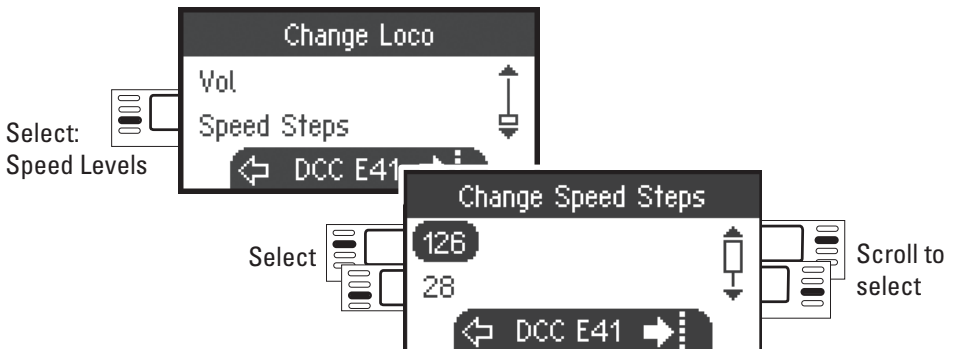 Change Loco
Vol
Speed Steps
DCC E41
Select:
Speed Levels
Change Speed Steps
126
28
DCC E41
Select
Scroll to
select